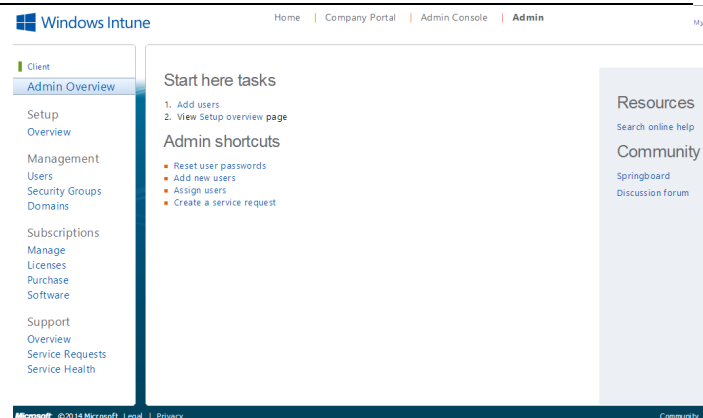 Windows Intune
Home | Company Portal | Admin Console | Admin
My
Client
Admin Overview
Setup
Overview
Management
Users
Security Groups
Domains
Subscriptions
Manage
Licenses
Purchase
Software
Support
Overview
Service Requests
Service Health
Start here tasks
1. Add users
2. View Setup overview page
Admin shortcuts
Reset user passwords
Add new users
Assign users
Create a service request
Resources
Search online help
Community
Springboard
Discussion forum
Microsoft ©2014 Microsoft Legal | Privacy
Community